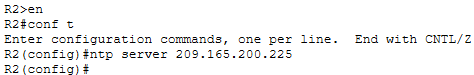 R2>en
R2#conf t
Enter configuration commands, one per line.  End with CNTL/Z
R2(config)#ntp server 209.165.200.225
R2(config)#